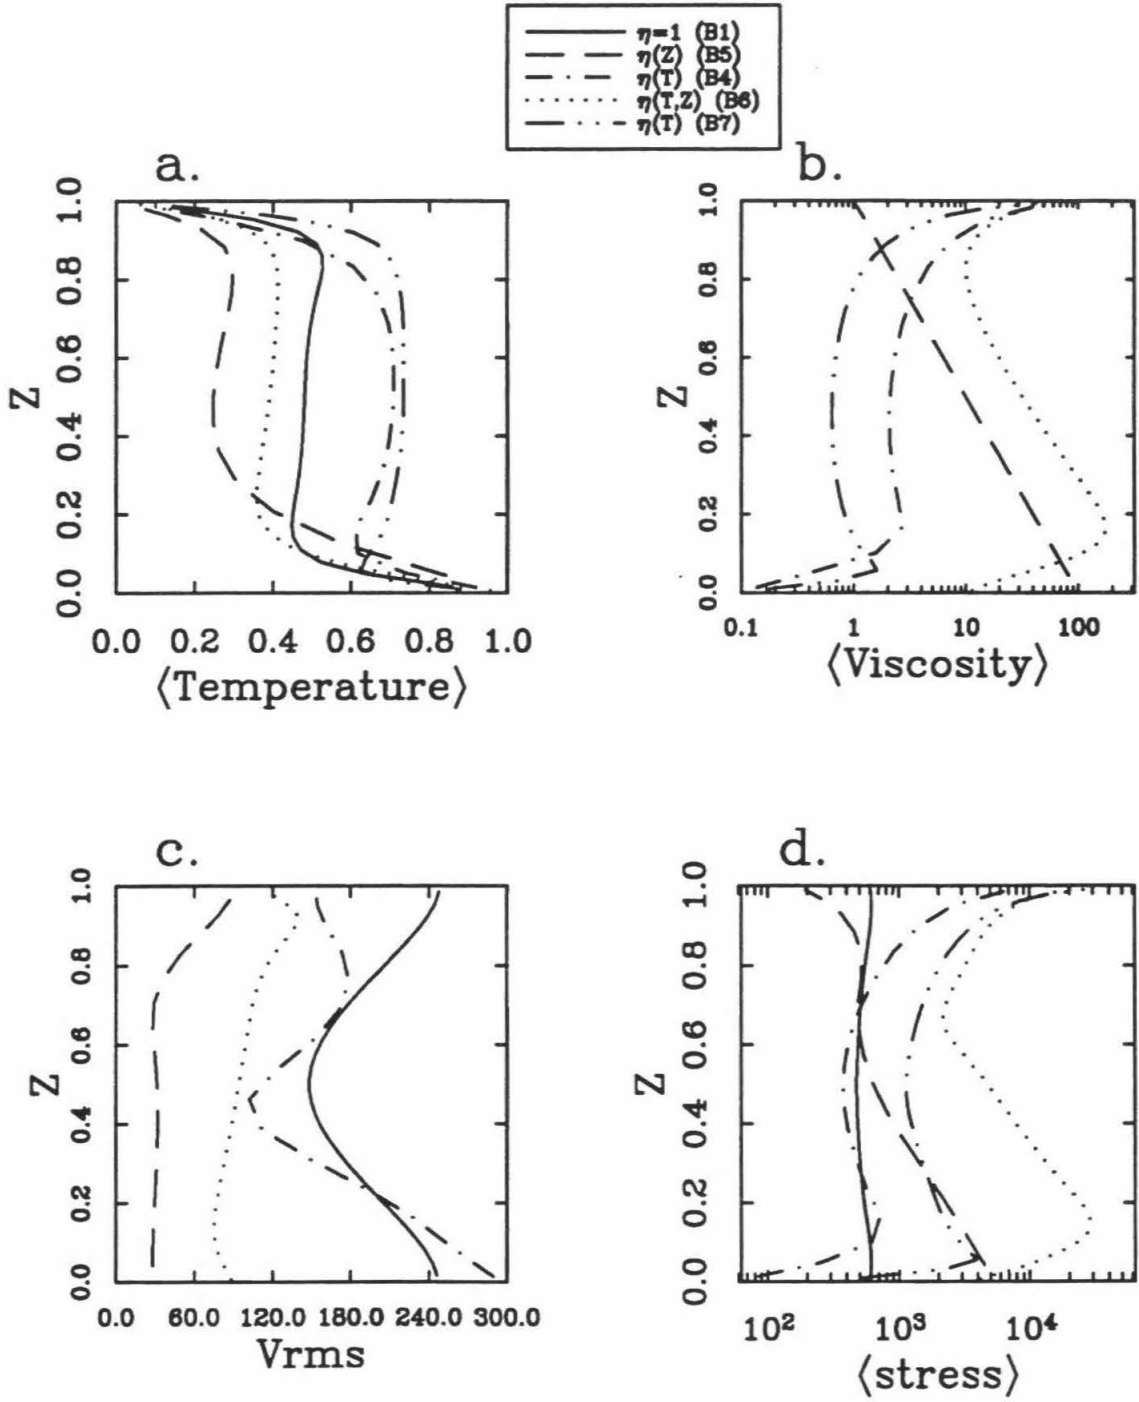 η=1 (B1)
η(Z) (B5)
η(T) (B4)
η(T,Z) (B6)
η(T) (B7)
a.
Z
1.0
0.8
0.6
0.4
0.2
0.0
0.0 0.2 0.4 0.6 0.8 1.0
⟨Temperature⟩
b.
Z
1.0
0.8
0.6
0.4
0.2
0.0
0.1 1 10 100
⟨Viscosity⟩
c.
Z
1.0
0.8
0.6
0.4
0.2
0.0
0.0 60.0 120.0 180.0 240.0 300.0
Vrms
d.
Z
1.0
0.8
0.6
0.4
0.2
0.0
10² 10³ 10⁴
⟨stress⟩